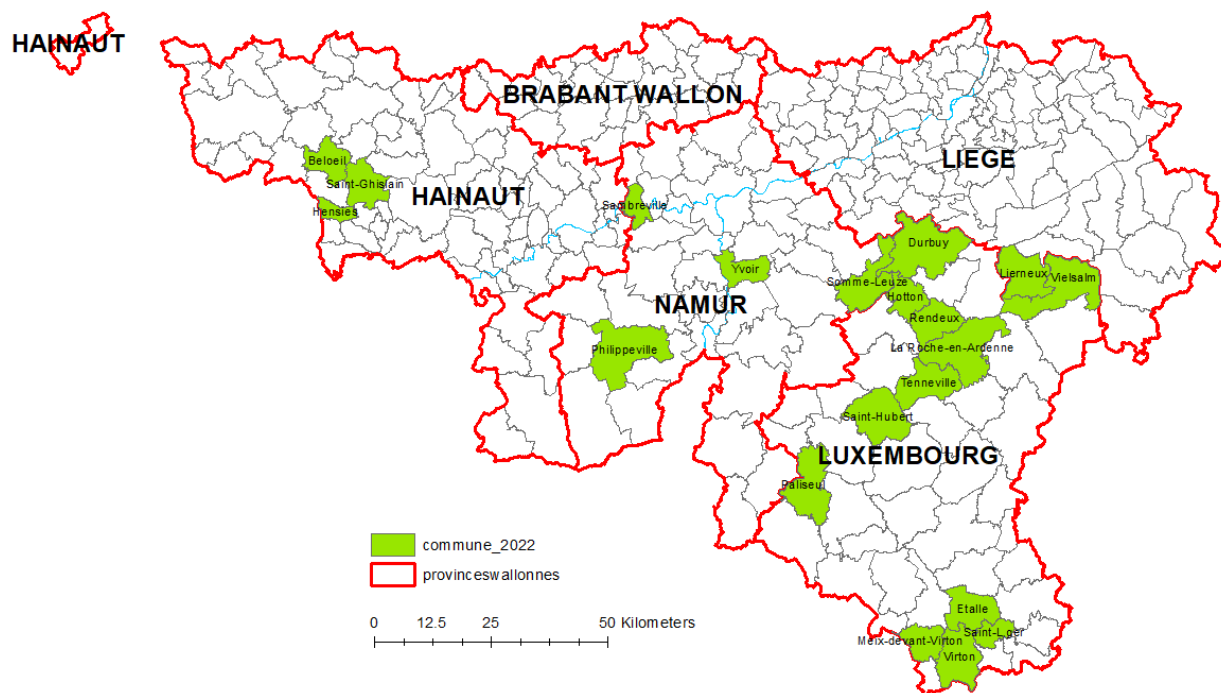 HAINAUT
BRABANT WALLON
LIEGE
Beloeil
Saint-Ghislain
HAINAUT
Hensies
Sambreville
Durbuy
Yvoir
Lierneux
Vielsalm
Somme-Leuze
Hotton
NAMUR
Rendeux
Philippeville
La Roche-en-Ardenne
Tenneville
Saint-Hubert
LUXEMBOURG
Paliseul
commune_2022
provinceswallonnes
Etalle
0 12.5 25 50 Kilometers
Saint-Léger
Meix-devant-Virton
Virton